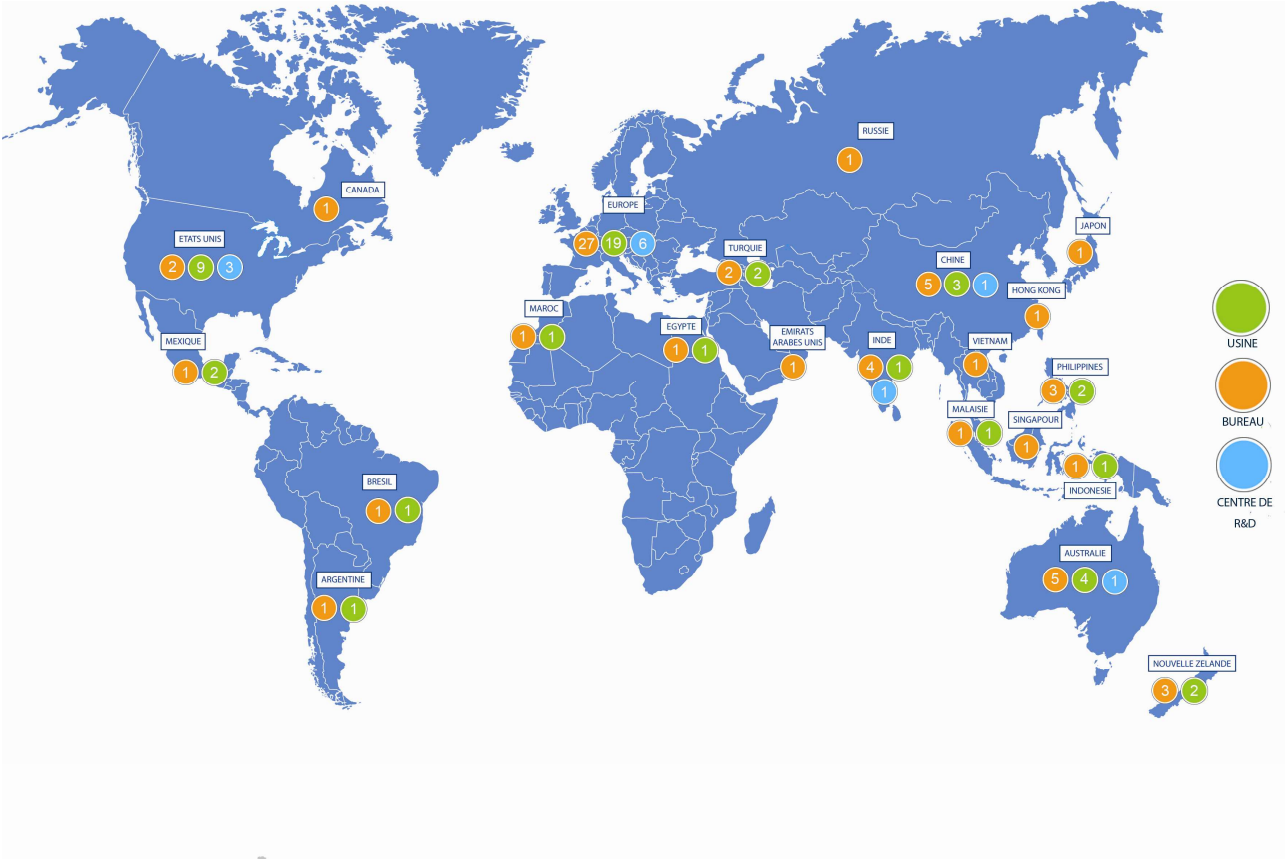 RUSSIE
1
CANADA
1
EUROPE
27 19 6
ETATS UNIS
2 9 3
JAPON
1
TURQUIE
2 2
CHINE
5 3 1
HONG KONG
1
MAROC
1 1
EGYPTE
1 1
EMIRATS
ARABES UNIS
1
INDE
4 1
1
VIETNAM
1
MEXIQUE
1 2
PHILIPPINES
3 2
MALAISIE
1 1
SINGAPOUR
1
1 1
INDONESIE
BRESIL
1 1
AUSTRALIE
5 4 1
ARGENTINE
1 1
NOUVELLE ZELANDE
3 2
USINE
BUREAU
CENTRE DE
R&D